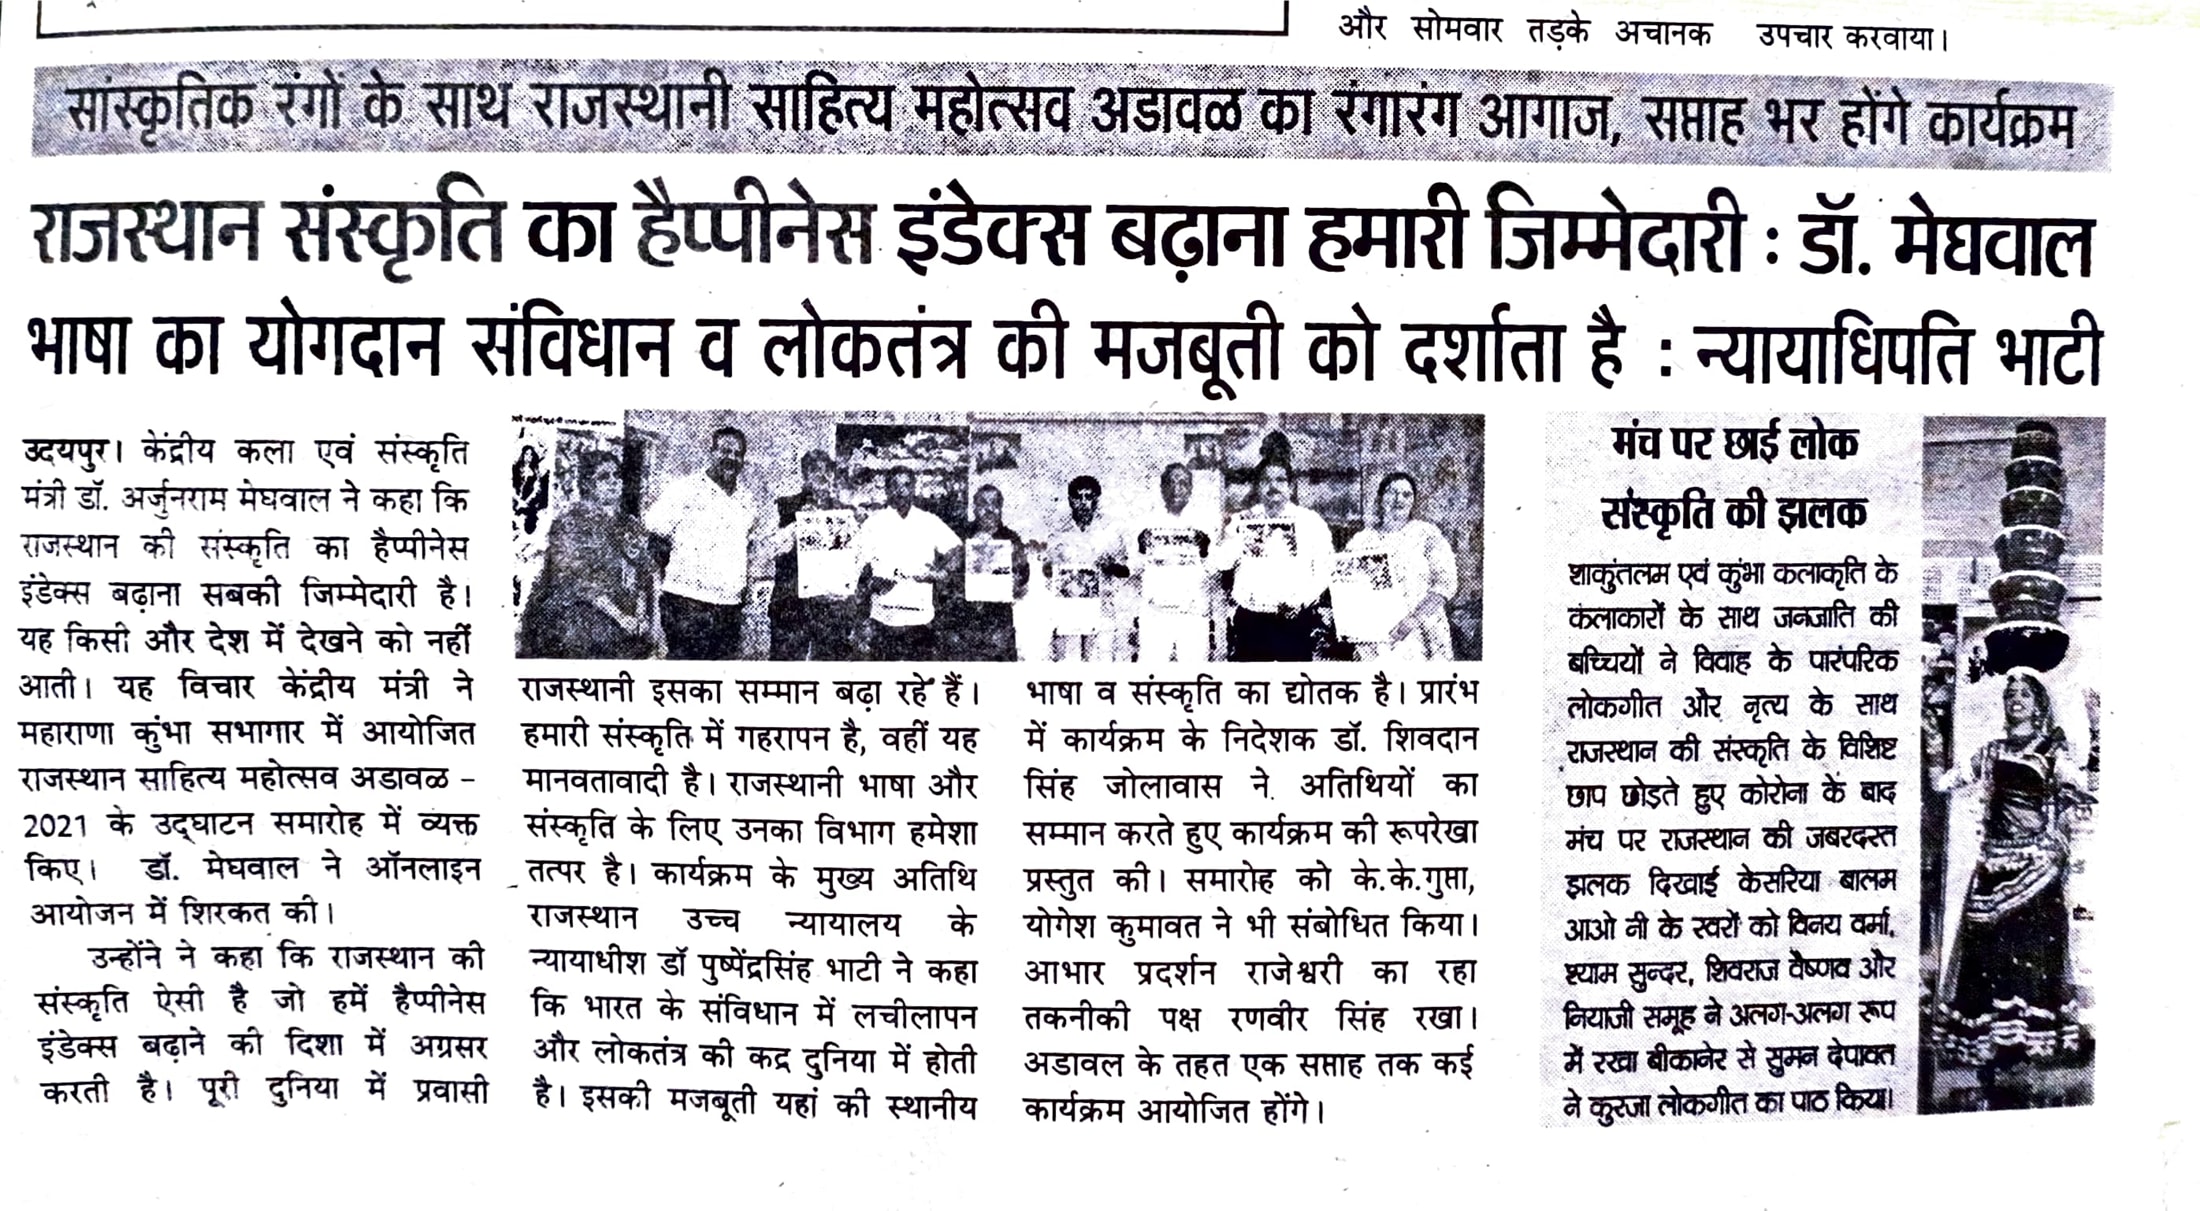 और सोमवार तड़के अचानक उपचार करवाया।
सांस्कृतिक रंगों के साथ राजस्थानी साहित्य महोत्सव अडावळ का रंगारंग आगाज, सप्ताह भर होंगे कार्यक्रम
राजस्थान संस्कृति का हैप्पीनेस इंडेक्स बढ़ाना हमारी जिम्मेदारी : डॉ. मेघवाल
भाषा का योगदान संविधान व लोकतंत्र की मजबूती को दर्शाता है : न्यायाधिपति भाटी
उदयपुर। केंद्रीय कला एवं संस्कृति
मंत्री डॉ. अर्जुनराम मेघवाल ने कहा कि
राजस्थान की संस्कृति का हैप्पीनेस
इंडेक्स बढ़ाना सबकी जिम्मेदारी है।
यह किसी और देश में देखने को नहीं
आती। यह विचार केंद्रीय मंत्री ने
महाराणा कुंभा सभागार में आयोजित
राजस्थान साहित्य महोत्सव अडावळ –
2021 के उद्घाटन समारोह में व्यक्त
किए। डॉ. मेघवाल ने ऑनलाइन
आयोजन में शिरकत की।
उन्होंने ने कहा कि राजस्थान की
संस्कृति ऐसी है जो हमें हैप्पीनेस
इंडेक्स बढ़ाने की दिशा में अग्रसर
करती है। पूरी दुनिया में प्रवासी
राजस्थानी इसका सम्मान बढ़ा रहे हैं।
हमारी संस्कृति में गहरापन है, वहीं यह
मानवतावादी है। राजस्थानी भाषा और
संस्कृति के लिए उनका विभाग हमेशा
तत्पर है। कार्यक्रम के मुख्य अतिथि
राजस्थान उच्च न्यायालय के
न्यायाधीश डॉ पुष्पेंद्रसिंह भाटी ने कहा
कि भारत के संविधान में लचीलापन
और लोकतंत्र की कद्र दुनिया में होती
है। इसकी मजबूती यहां की स्थानीय
भाषा व संस्कृति का द्योतक है। प्रारंभ
में कार्यक्रम के निदेशक डॉ. शिवदान
सिंह जोलावास ने अतिथियों का
सम्मान करते हुए कार्यक्रम की रूपरेखा
प्रस्तुत की। समारोह को के.के.गुप्ता,
योगेश कुमावत ने भी संबोधित किया।
आभार प्रदर्शन राजेश्वरी का रहा
तकनीकी पक्ष रणवीर सिंह रखा।
अडावल के तहत एक सप्ताह तक कई
कार्यक्रम आयोजित होंगे।
मंच पर छाई लोक
संस्कृति की झलक
शाकुंतलम एवं कुंभा कलाकृति के
कलाकारों के साथ जनजाति की
बच्चियों ने विवाह के पारंपरिक
लोकगीत और नृत्य के साथ
राजस्थान की संस्कृति के विशिष्ट
छाप छोड़ते हुए कोरोना के बाद
मंच पर राजस्थान की जबरदस्त
झलक दिखाई केसरिया बालम
आओ नी के स्वरों को विनय वर्मा,
श्याम सुन्दर, शिवराज वैष्णव और
नियाजी समूह ने अलग-अलग रूप
में रखा बीकानेर से सुमन देपावत
ने कुरजा लोकगीत का पाठ किया।